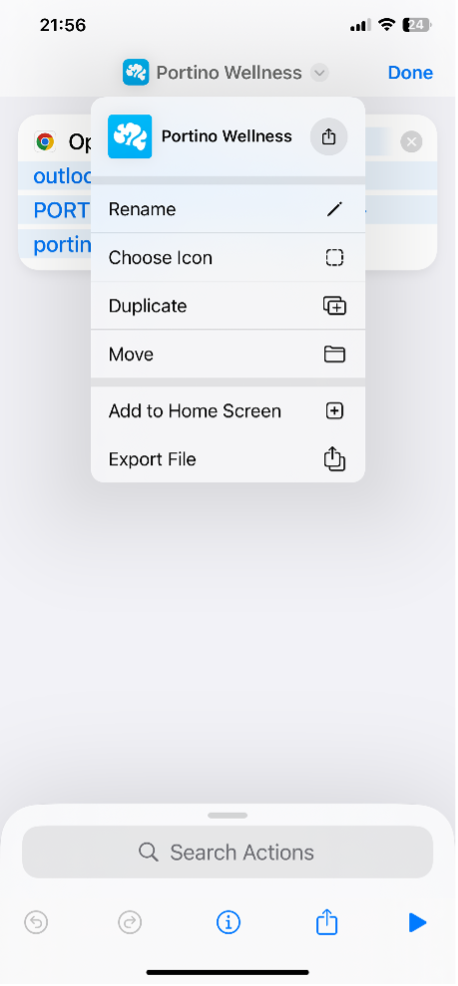 21:56
24
Portino Wellness
Done
Portino Wellness
Op
outloo
PORT
portin
Rename
Choose Icon
Duplicate
Move
Add to Home Screen
Export File
Search Actions